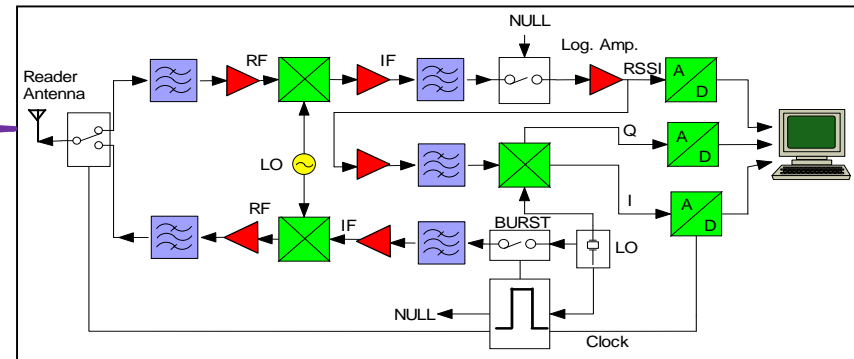 NULL
Log. Amp.
Reader
Antenna
RF
IF
RSSI
A
D
Q
A
D
LO
I
A
D
RF
IF
BURST
LO
NULL
Clock